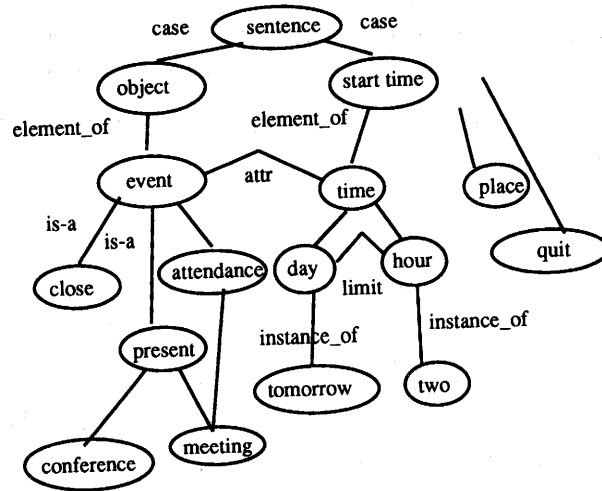 case
sentence
case
object
start time
element_of
element_of
event
attr
time
place
is-a
is-a
close
attendance
day
hour
quit
limit
present
instance_of
instance_of
tomorrow
two
conference
meeting